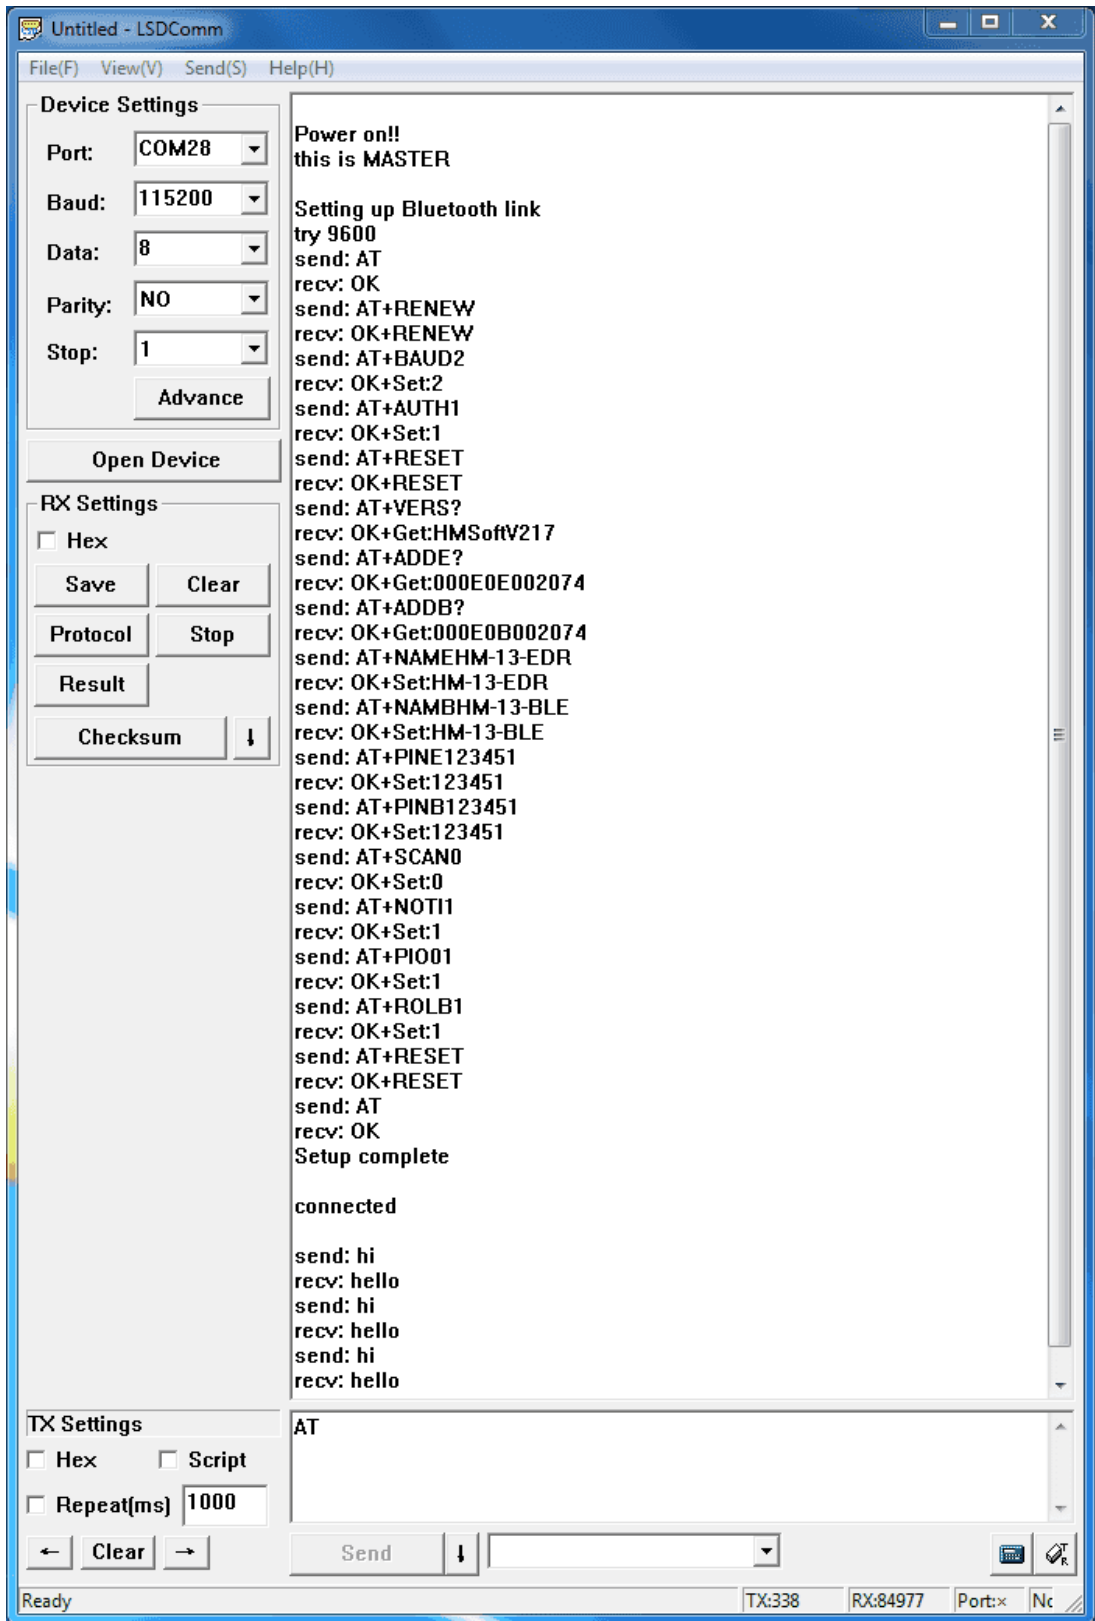 Untitled - LSDComm
File(F) View(V) Send(S) Help(H)
Device Settings
Port: COM28
Baud: 115200
Data: 8
Parity: NO
Stop: 1
Advance
Open Device
RX Settings
Hex
Save Clear
Protocol Stop
Result
Checksum
Power on!!
this is MASTER
Setting up Bluetooth link
try 9600
send: AT
recv: OK
send: AT+RENEW
recv: OK+RENEW
send: AT+BAUD2
recv: OK+Set:2
send: AT+AUTH1
recv: OK+Set:1
send: AT+RESET
recv: OK+RESET
send: AT+VERS?
recv: OK+Get:HMSoftV217
send: AT+ADDE?
recv: OK+Get:000E0E002074
send: AT+ADDB?
recv: OK+Get:000E0B002074
send: AT+NAMEHM-13-EDR
recv: OK+Set:HM-13-EDR
send: AT+NAMBHM-13-BLE
recv: OK+Set:HM-13-BLE
send: AT+PINE123451
recv: OK+Set:123451
send: AT+PINB123451
recv: OK+Set:123451
send: AT+SCAN0
recv: OK+Set:0
send: AT+NOTI1
recv: OK+Set:1
send: AT+PIO01
recv: OK+Set:1
send: AT+ROLB1
recv: OK+Set:1
send: AT+RESET
recv: OK+RESET
send: AT
recv: OK
Setup complete
connected
send: hi
recv: hello
send: hi
recv: hello
send: hi
recv: hello
TX Settings
Hex Script
Repeat(ms) 1000
← Clear →
AT
Send
Ready TX:338 RX:84977 Port:× Nc